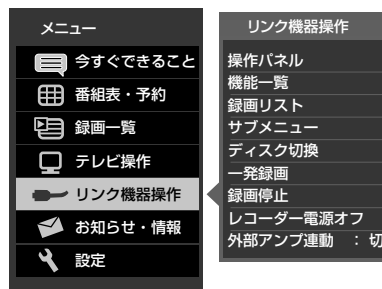 メニュー
今すぐできること
番組表・予約
録画一覧
テレビ操作
リンク機器操作
お知らせ・情報
設定
リンク機器操作
操作パネル
機能一覧
録画リスト
サブメニュー
ディスク切換
一発録画
録画停止
レコーダー電源オフ
外部アンプ連動 ： 切